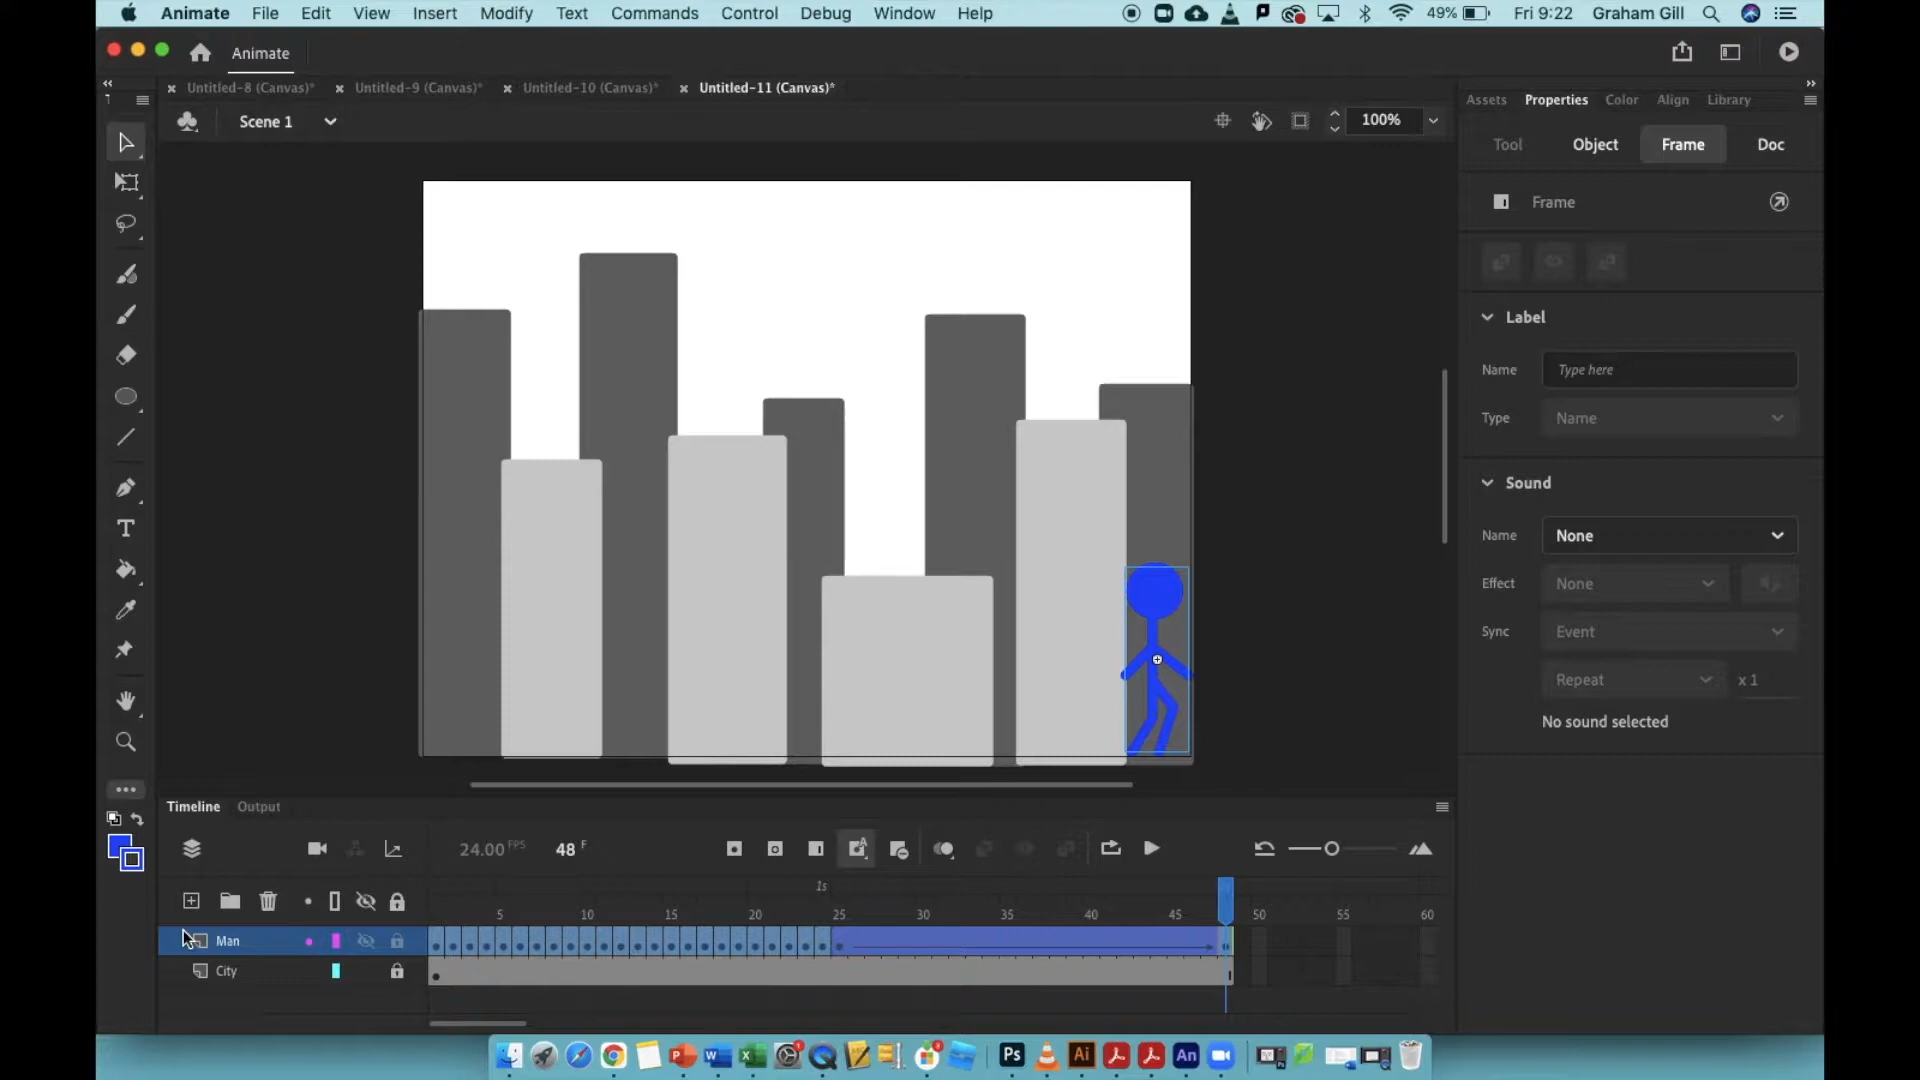 Animate File Edit View Insert Modify Text Commands Control Debug Window Help 49% Fri 9:22 Graham Gill
Animate
Untitled-8 (Canvas)* Untitled-9 (Canvas)* Untitled-10 (Canvas)* Untitled-11 (Canvas)*
Assets Properties Color Align Library
Scene 1 100%
Tool Object Frame Doc
Frame
Label
Name Type here
Type Name
Sound
Name None
Effect None
Sync Event
Repeat x 1
No sound selected
T
Timeline Output
24.00 FPS 48 F
1s
5 10 15 20 25 30 35 40 45 50 55 60
Man
City
Ps Ai An